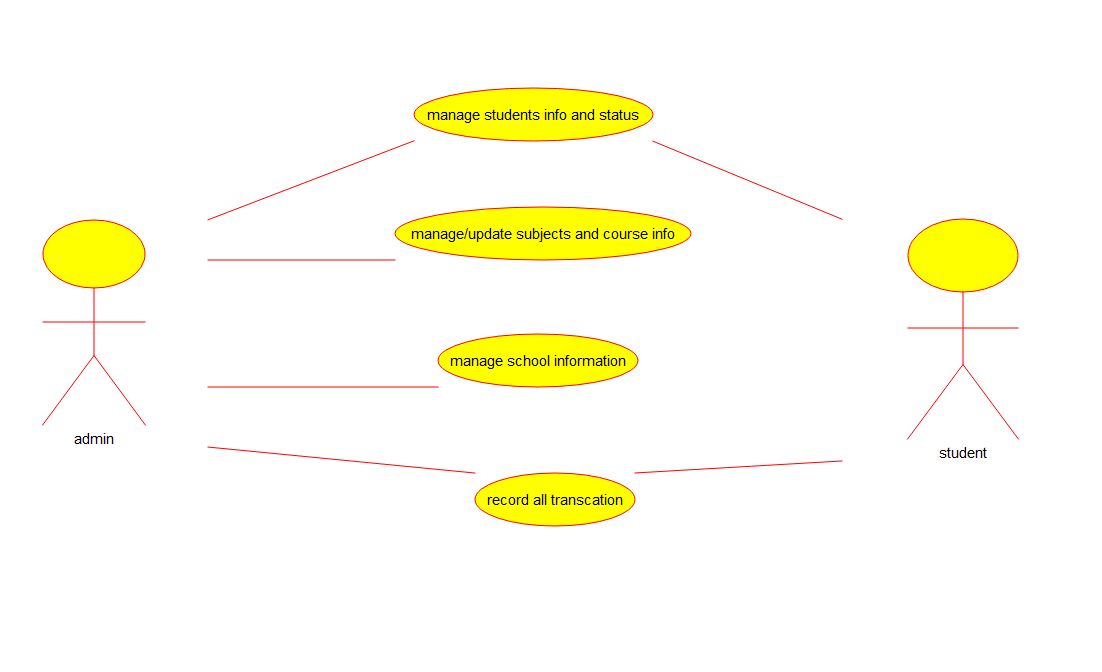 manage students info and status
manage/update subjects and course info
manage school information
admin
student
record all transcation